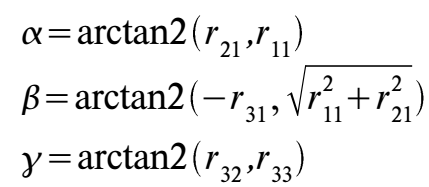 α=arctan2(r₂₁,r₁₁)
β=arctan2(−r₃₁,√(r₁₁²+r₂₁²))
γ=arctan2(r₃₂,r₃₃)